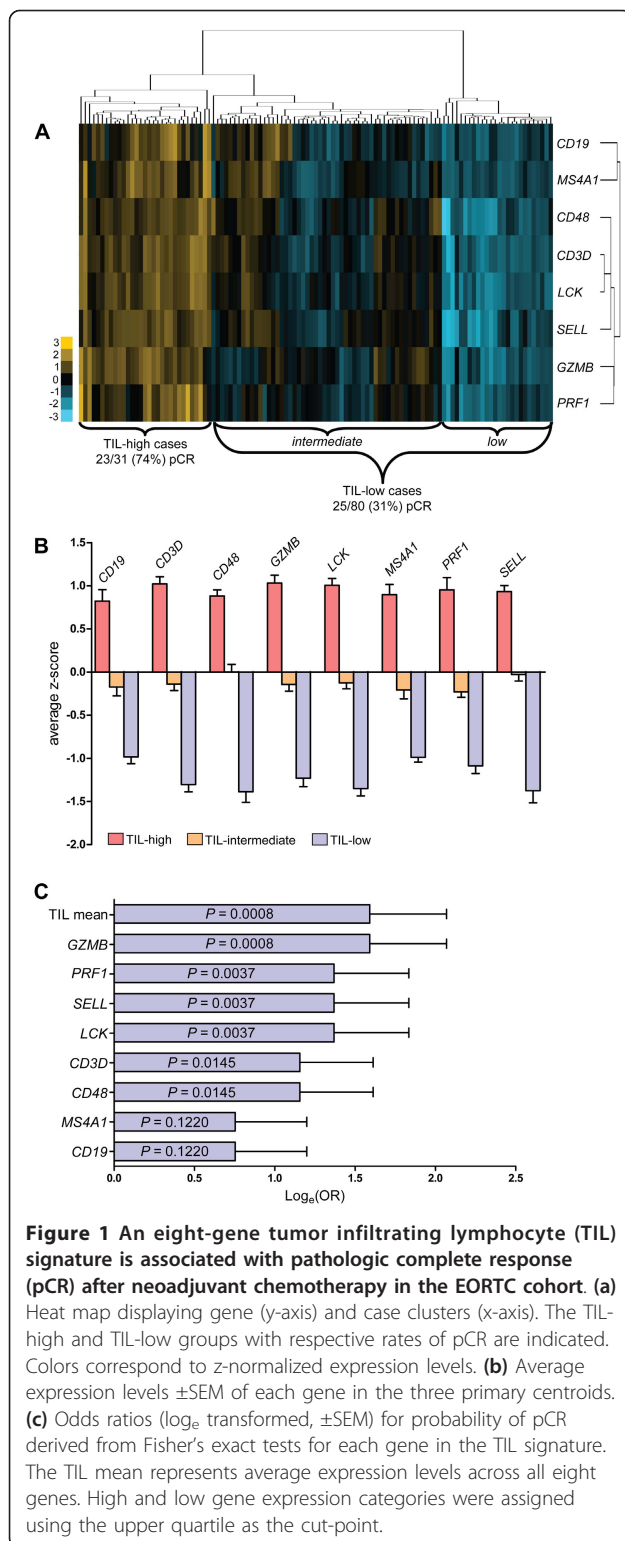 A
CD19
MS4A1
CD48
CD3D
LCK
SELL
GZMB
PRF1
3
2
1
0
-1
-2
-3
TIL-high cases
23/31 (74%) pCR
intermediate
low
TIL-low cases
25/80 (31%) pCR
B
CD19
CD3D
CD48
GZMB
LCK
MS4A1
PRF1
SELL
average z-score
1.5
1.0
0.5
0.0
-0.5
-1.0
-1.5
-2.0
TIL-high
TIL-intermediate
TIL-low
C
TIL mean P = 0.0008
GZMB P = 0.0008
PRF1 P = 0.0037
SELL P = 0.0037
LCK P = 0.0037
CD3D P = 0.0145
CD48 P = 0.0145
MS4A1 P = 0.1220
CD19 P = 0.1220
0.0 0.5 1.0 1.5 2.0 2.5
Logₑ(OR)
Figure 1 An eight-gene tumor infiltrating lymphocyte (TIL)
signature is associated with pathologic complete response
(pCR) after neoadjuvant chemotherapy in the EORTC cohort. (a)
Heat map displaying gene (y-axis) and case clusters (x-axis). The TIL-
high and TIL-low groups with respective rates of pCR are indicated.
Colors correspond to z-normalized expression levels. (b) Average
expression levels ±SEM of each gene in the three primary centroids.
(c) Odds ratios (logₑ transformed, ±SEM) for probability of pCR
derived from Fisher's exact tests for each gene in the TIL signature.
The TIL mean represents average expression levels across all eight
genes. High and low gene expression categories were assigned
using the upper quartile as the cut-point.